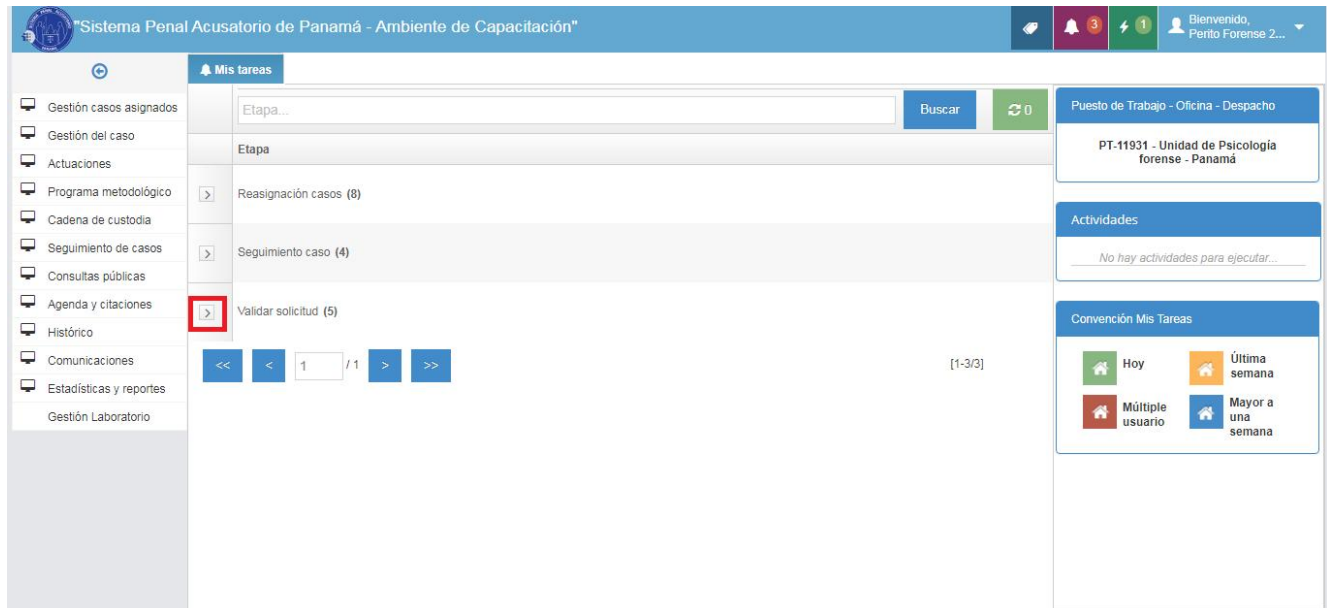 "Sistema Penal Acusatorio de Panamá - Ambiente de Capacitación"
3
1
Bienvenido,
Perito Forense 2...
Mis tareas
Gestión casos asignados
Gestión del caso
Actuaciones
Programa metodológico
Cadena de custodia
Seguimiento de casos
Consultas públicas
Agenda y citaciones
Histórico
Comunicaciones
Estadísticas y reportes
Gestión Laboratorio
Etapa...
Buscar
0
Etapa
> Reasignación casos (8)
> Seguimiento caso (4)
> Validar solicitud (5)
<< < 1 / 1 > >> [1-3/3]
Puesto de Trabajo - Oficina - Despacho
PT-11931 - Unidad de Psicología
forense - Panamá
Actividades
No hay actividades para ejecutar...
Convención Mis Tareas
Hoy
Última
semana
Múltiple
usuario
Mayor a
una
semana